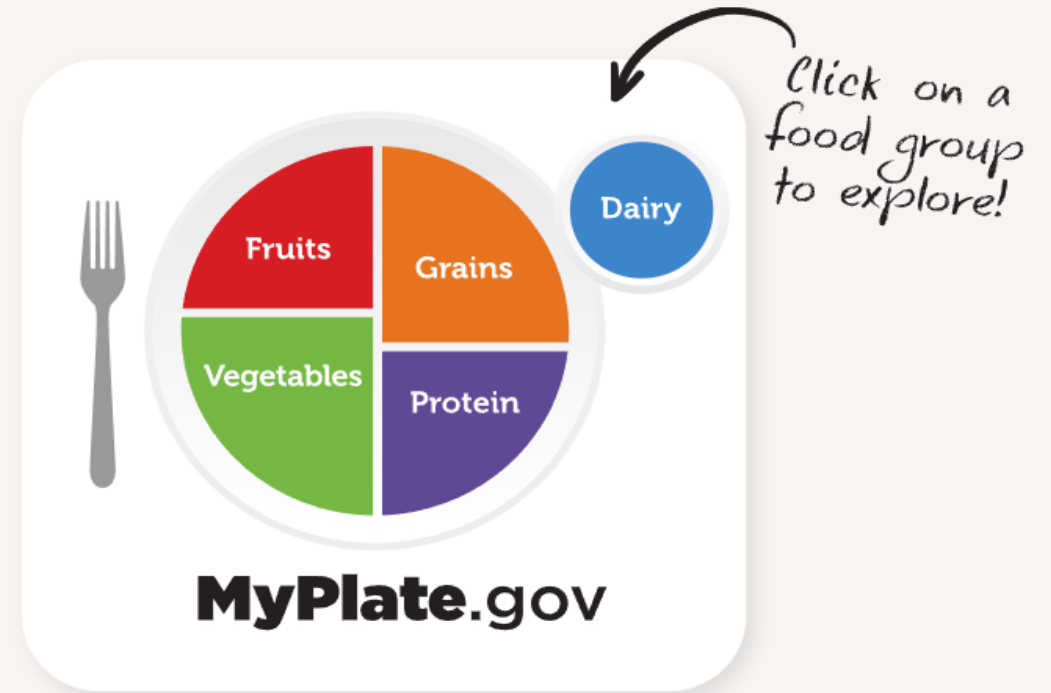 Click on a
food group
to explore!
Dairy
Fruits
Grains
Vegetables
Protein
MyPlate.gov